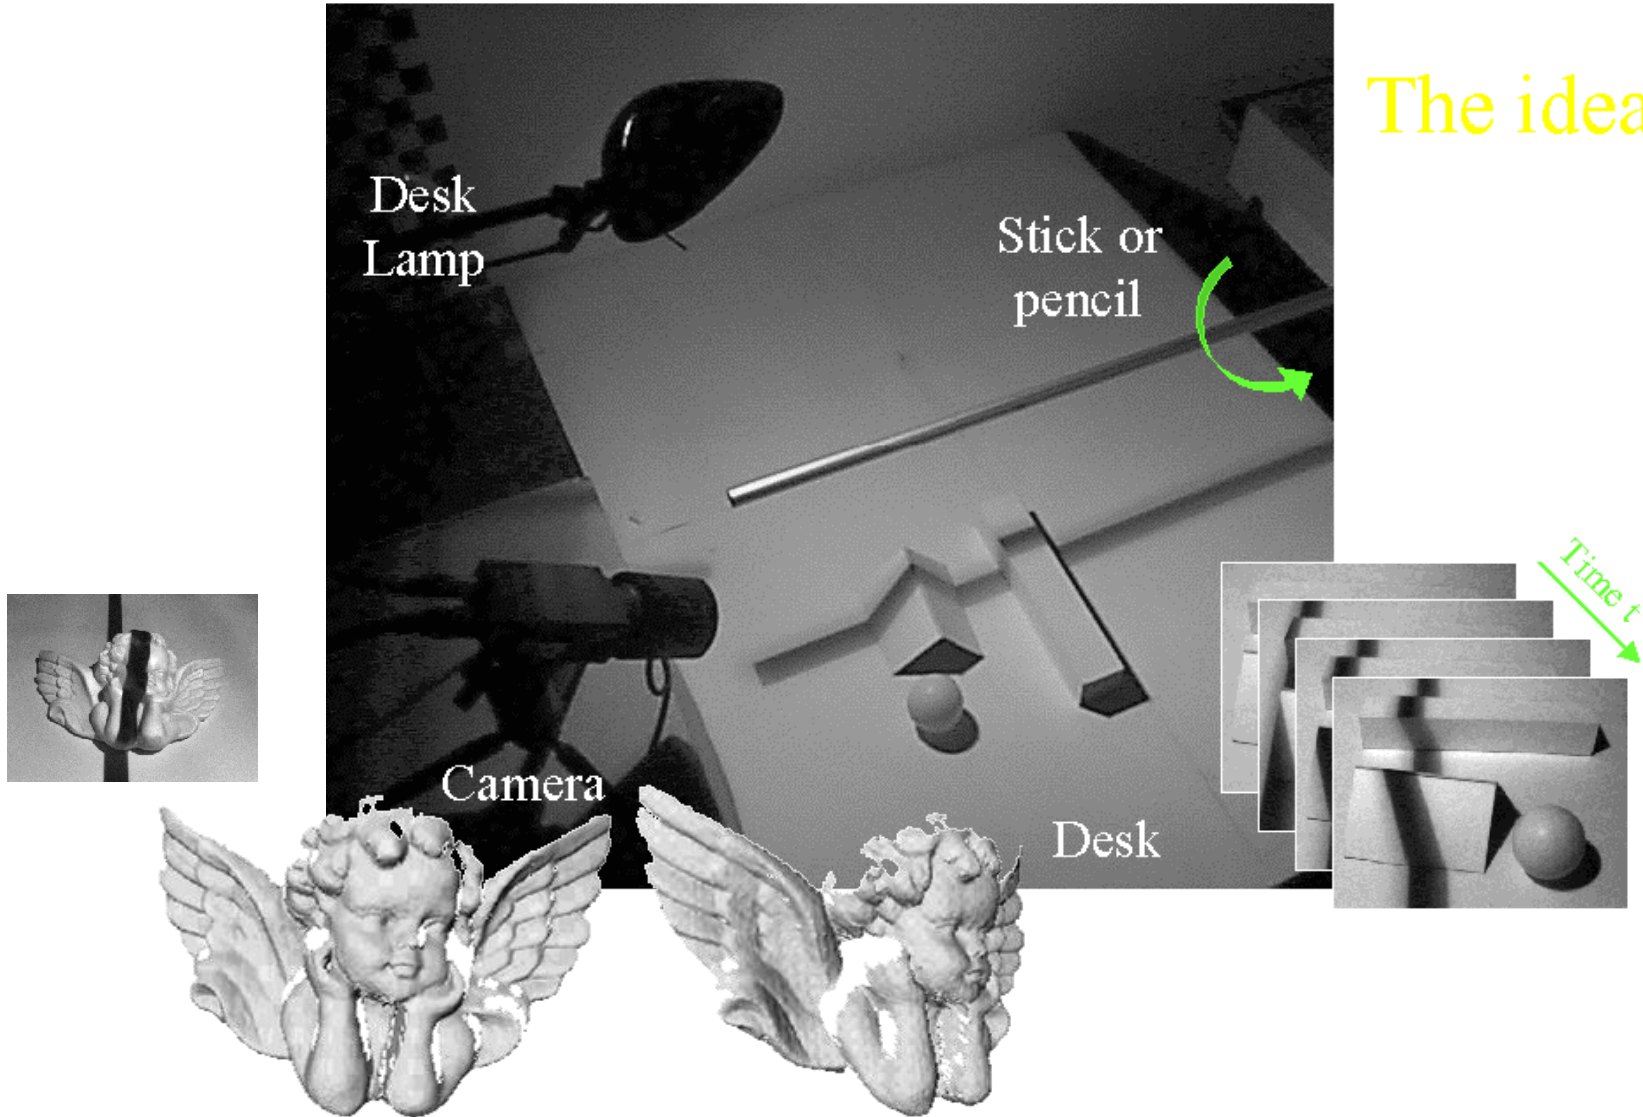 The idea
Desk
Lamp
Stick or
pencil
Time t
Camera
Desk